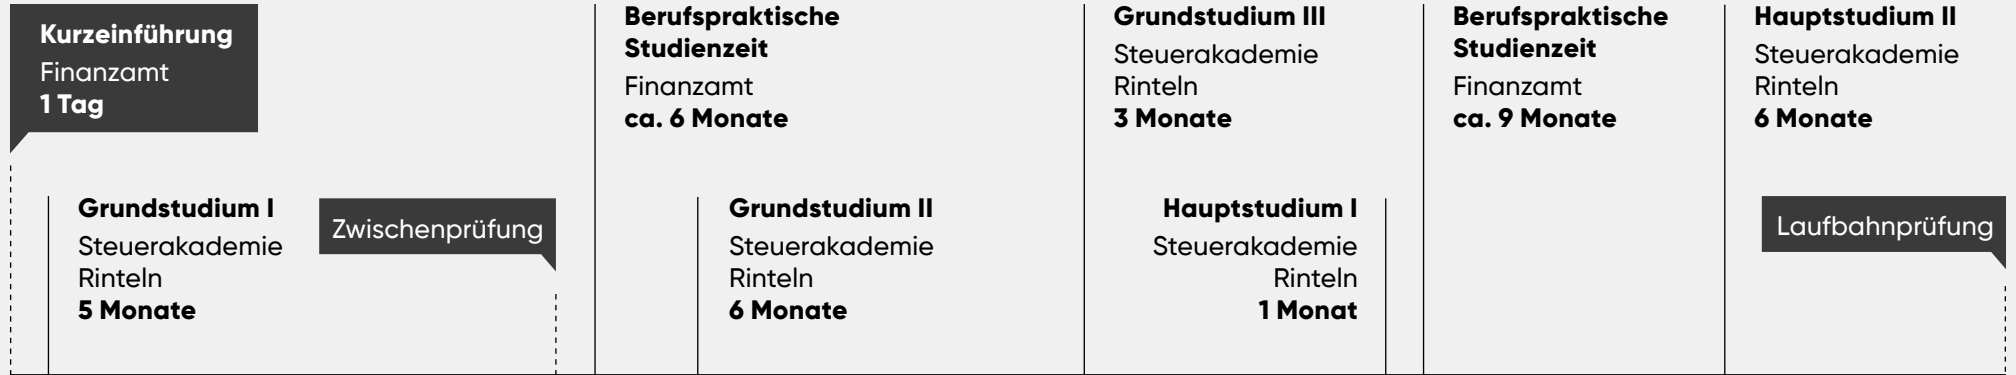 Kurzeinführung
Finanzamt
1 Tag
Grundstudium I
Steuerakademie
Rinteln
5 Monate
Zwischenprüfung
Berufspraktische
Studienzeit
Finanzamt
ca. 6 Monate
Grundstudium II
Steuerakademie
Rinteln
6 Monate
Grundstudium III
Steuerakademie
Rinteln
3 Monate
Hauptstudium I
Steuerakademie
Rinteln
1 Monat
Berufspraktische
Studienzeit
Finanzamt
ca. 9 Monate
Hauptstudium II
Steuerakademie
Rinteln
6 Monate
Laufbahnprüfung